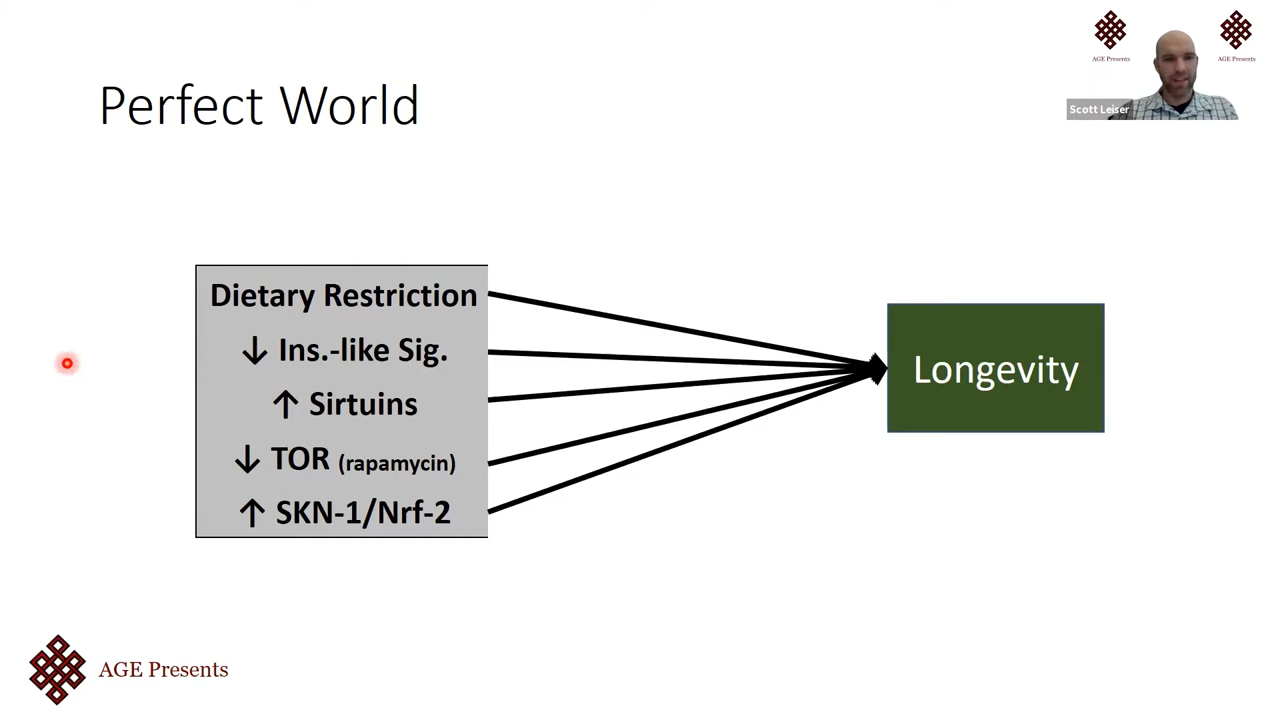 AGE Presents
AGE Presents
Scott Leiser
Perfect World
Dietary Restriction
↓ Ins.-like Sig.
↑ Sirtuins
↓ TOR (rapamycin)
↑ SKN-1/Nrf-2
Longevity
AGE Presents